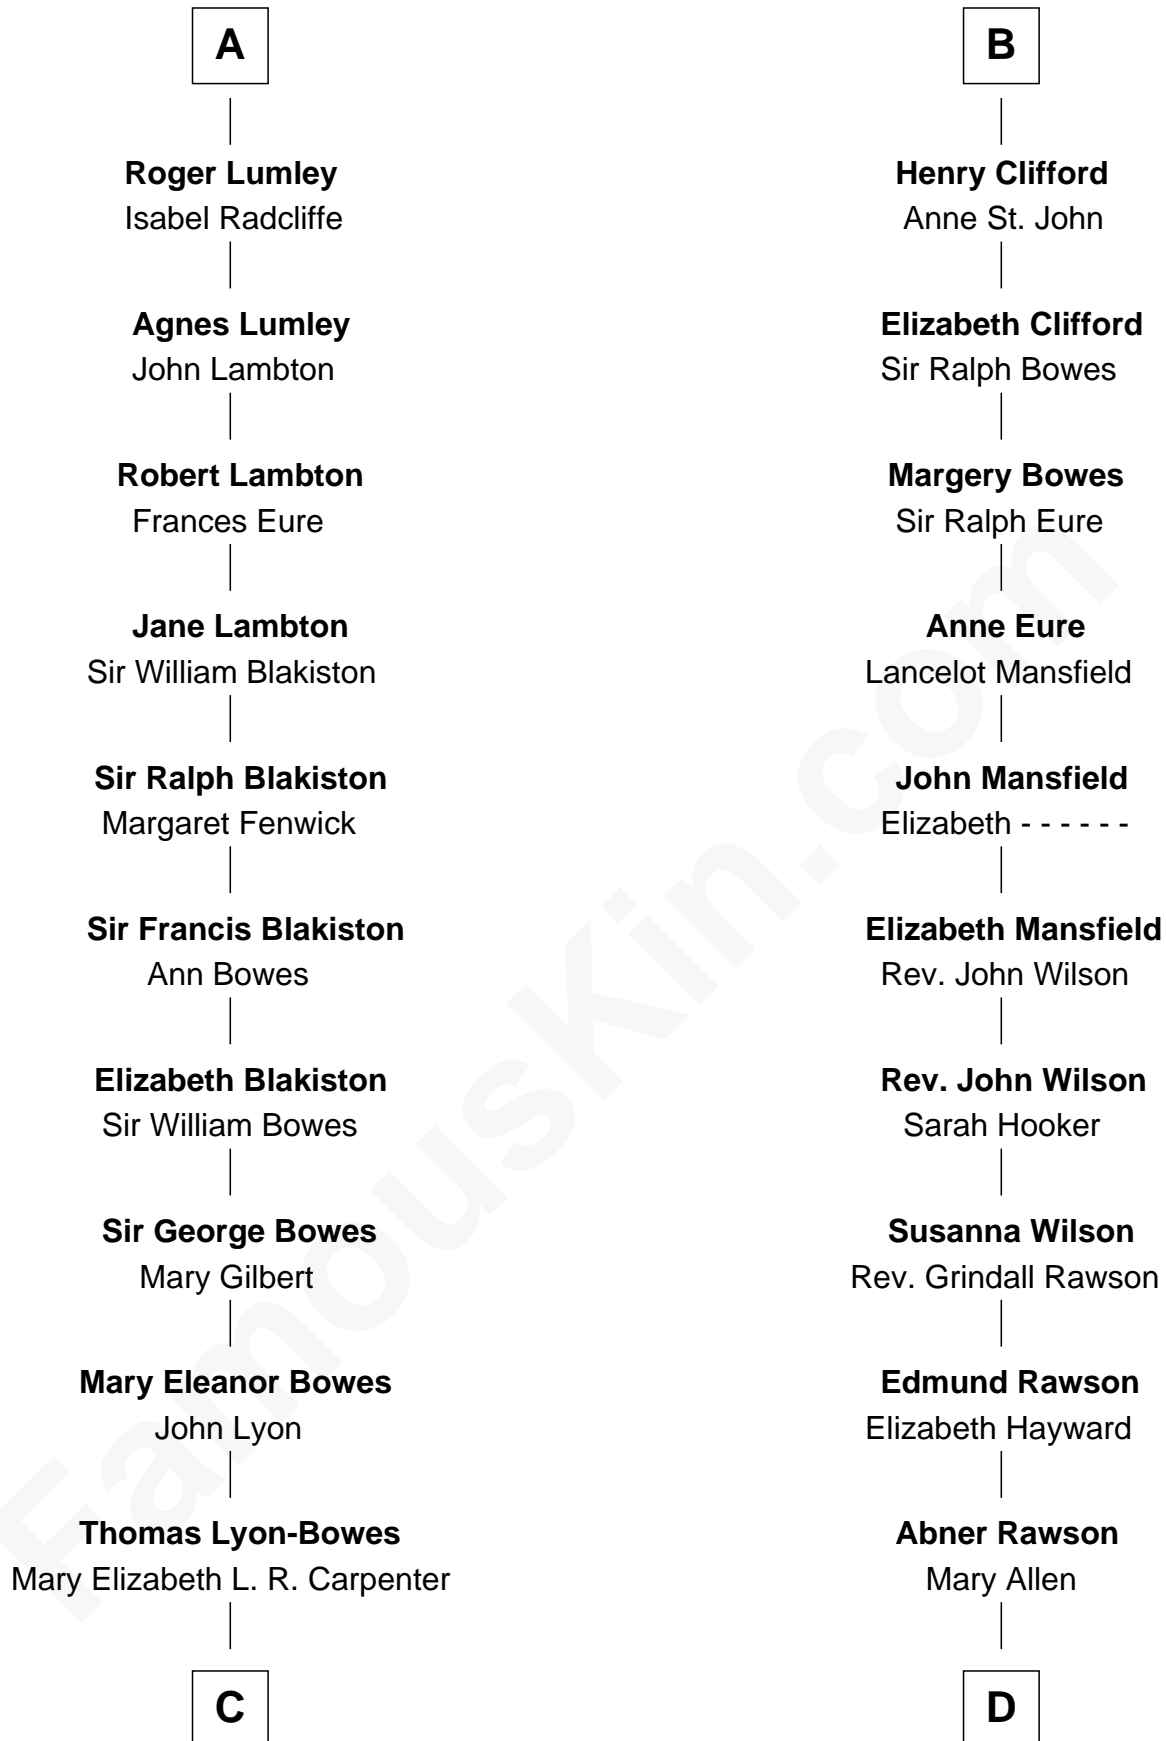 A
Roger Lumley
Isabel Radcliffe
Agnes Lumley
John Lambton
Robert Lambton
Frances Eure
Jane Lambton
Sir William Blakiston
Sir Ralph Blakiston
Margaret Fenwick
Sir Francis Blakiston
Ann Bowes
Elizabeth Blakiston
Sir William Bowes
Sir George Bowes
Mary Gilbert
Mary Eleanor Bowes
John Lyon
Thomas Lyon-Bowes
Mary Elizabeth L. R. Carpenter
C
B
Henry Clifford
Anne St. John
Elizabeth Clifford
Sir Ralph Bowes
Margery Bowes
Sir Ralph Eure
Anne Eure
Lancelot Mansfield
John Mansfield
Elizabeth - - - - - -
Elizabeth Mansfield
Rev. John Wilson
Rev. John Wilson
Sarah Hooker
Susanna Wilson
Rev. Grindall Rawson
Edmund Rawson
Elizabeth Hayward
Abner Rawson
Mary Allen
D
FamousKin.com